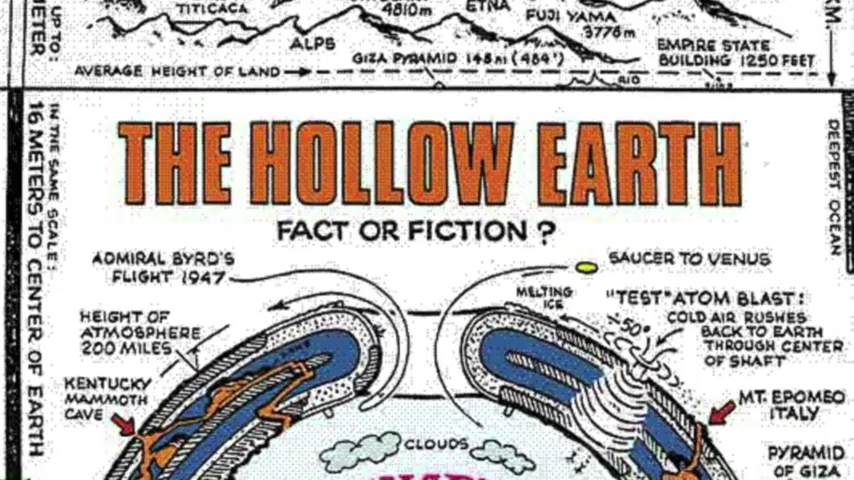 TITICACA
4810m
ETNA
FUJI YAMA
3776m
ALPS
GIZA PYRAMID 148m (484')
EMPIRE STATE
BUILDING 1250 FEET
AVERAGE HEIGHT OF LAND
RIO
UP TO:
METER
KM.
IN THE SAME SCALE:
16 METERS TO CENTER OF EARTH
DEEPEST OCEAN
THE HOLLOW EARTH
FACT OR FICTION?
ADMIRAL BYRD'S
FLIGHT 1947
SAUCER TO VENUS
MELTING
ICE
"TEST" ATOM BLAST:
COLD AIR RUSHES
BACK TO EARTH
THROUGH CENTER
OF SHAFT
-50°
HEIGHT OF
ATMOSPHERE
200 MILES
KENTUCKY
MAMMOTH
CAVE
MT. EPOMEO
ITALY
CLOUDS
PYRAMID
OF GIZA